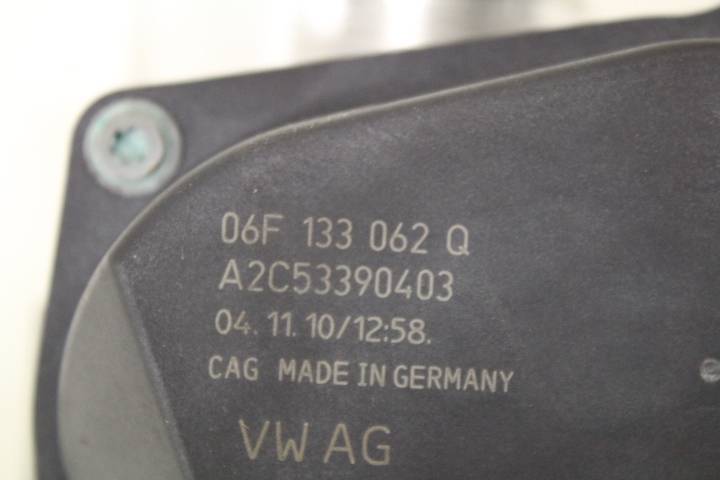 06F 133 062 Q
A2C53390403
04.11.10/12:58.
CAG MADE IN GERMANY
VW AG